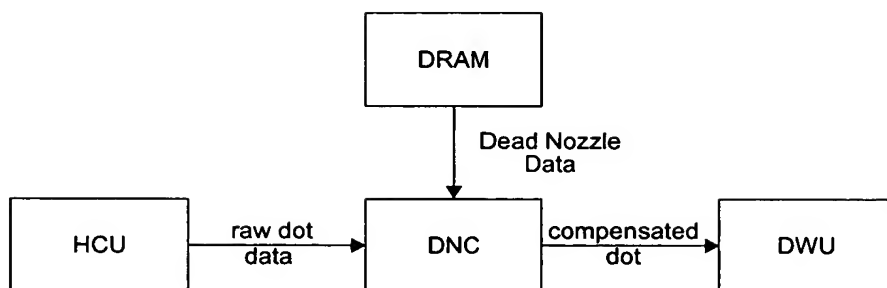 DRAM
Dead Nozzle
Data
HCU
raw dot
data
DNC
compensated
dot
DWU